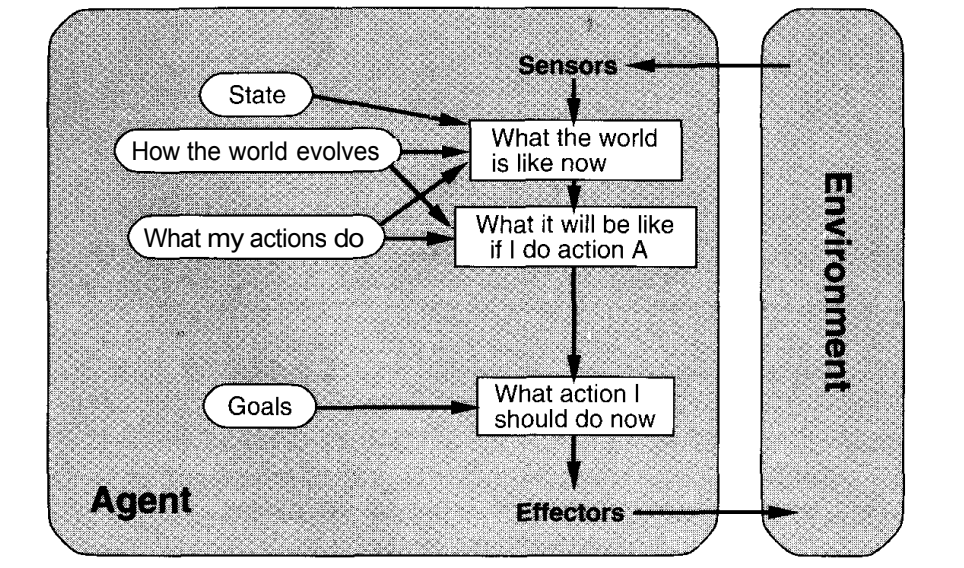 Sensors
State
What the world
is like now
How the world evolves
What my actions do
What it will be like
if I do action A
Environment
Goals
What action I
should do now
Agent
Effectors